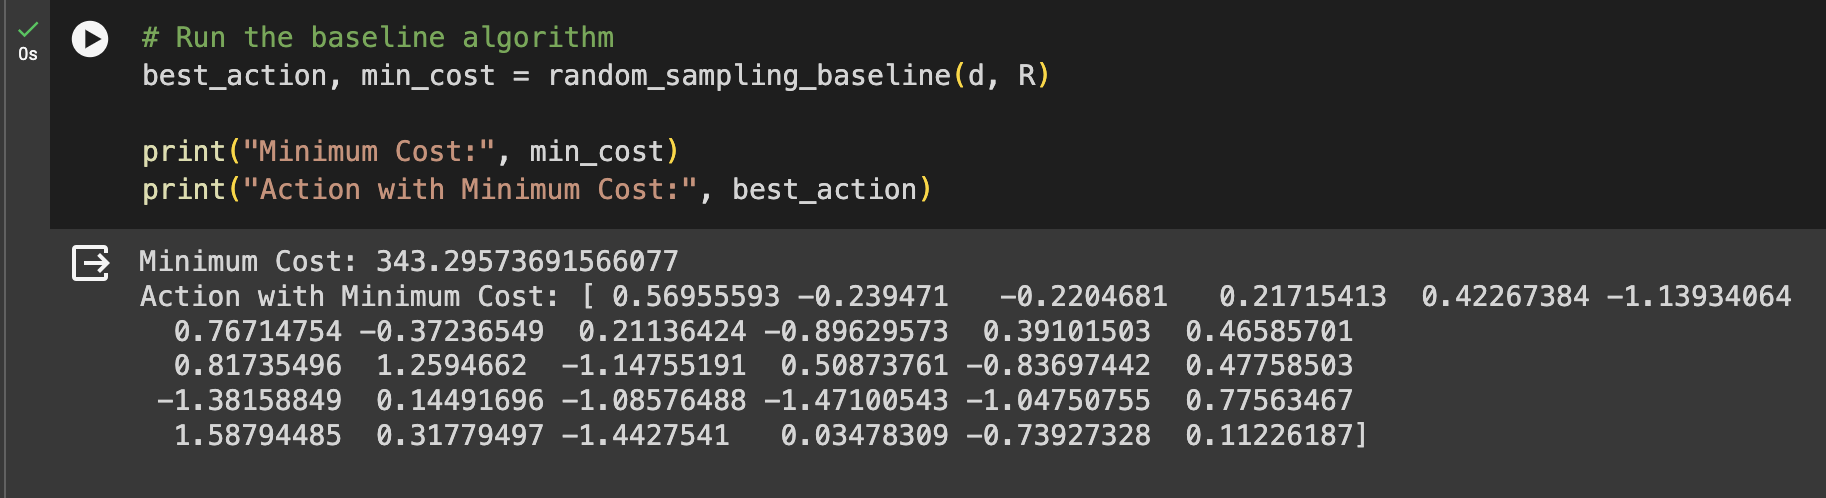 0s
# Run the baseline algorithm
best_action, min_cost = random_sampling_baseline(d, R)
print("Minimum Cost:", min_cost)
print("Action with Minimum Cost:", best_action)
Minimum Cost: 343.29573691566077
Action with Minimum Cost: [ 0.56955593 -0.239471   -0.2204681   0.21715413  0.42267384 -1.13934064
  0.76714754 -0.37236549  0.21136424 -0.89629573  0.39101503  0.46585701
  0.81735496  1.2594662  -1.14755191  0.50873761 -0.83697442  0.47758503
 -1.38158849  0.14491696 -1.08576488 -1.47100543 -1.04750755  0.77563467
  1.58794485  0.31779497 -1.4427541   0.03478309 -0.73927328  0.11226187]